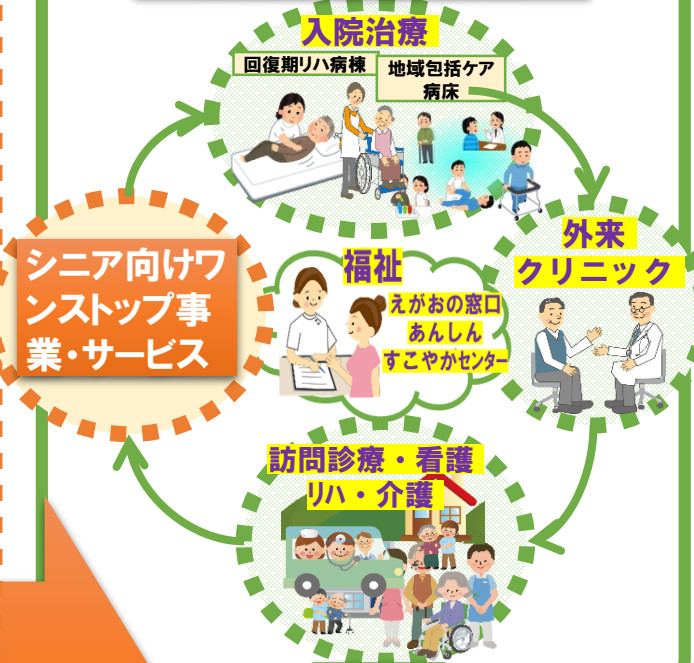 入院治療
回復期リハ病棟
地域包括ケア
病床
外来
クリニック
シニア向けワ
ンストップ事
業・サービス
福祉
えがおの窓口
あんしん
すこやかセンター
訪問診療・看護
リハ・介護